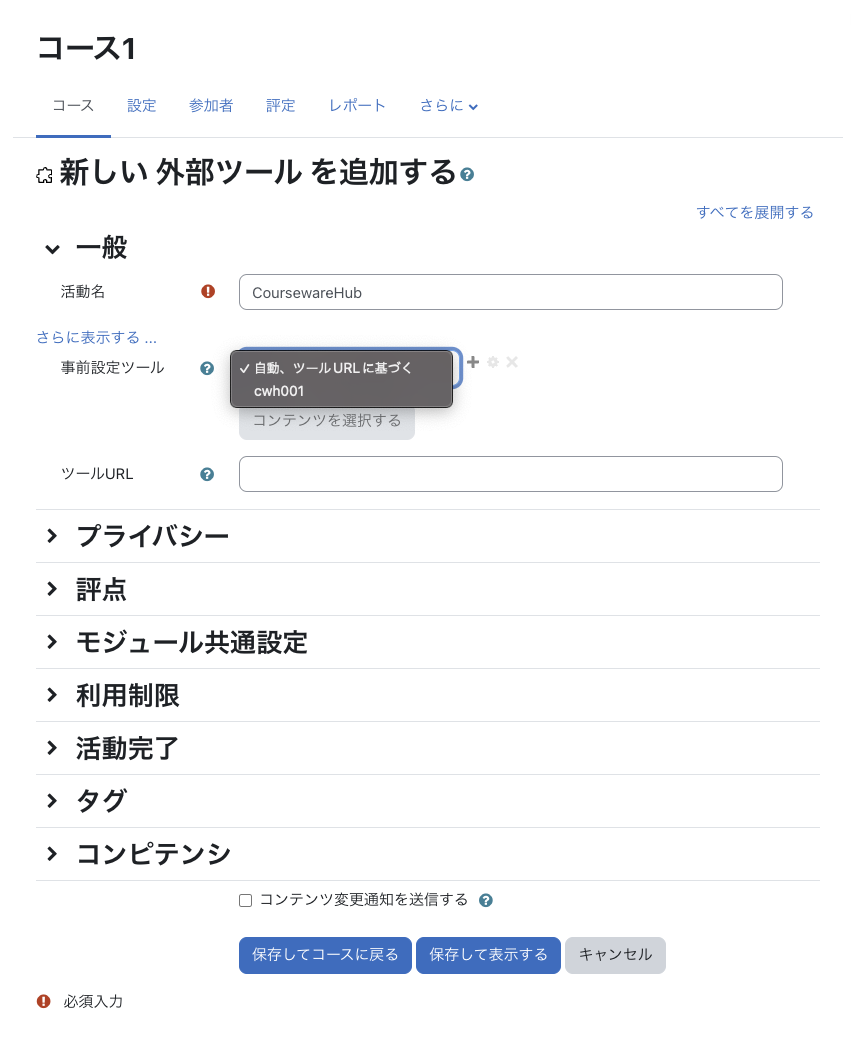 コース1
コース 設定 参加者 評定 レポート さらに
新しい 外部ツール を追加する
すべてを展開する
一般
活動名 CoursewareHub
さらに表示する ...
事前設定ツール ✓ 自動、ツールURLに基づく
cwh001
コンテンツを選択する
ツールURL
プライバシー
評点
モジュール共通設定
利用制限
活動完了
タグ
コンピテンシ
コンテンツ変更通知を送信する
保存してコースに戻る 保存して表示する キャンセル
必須入力